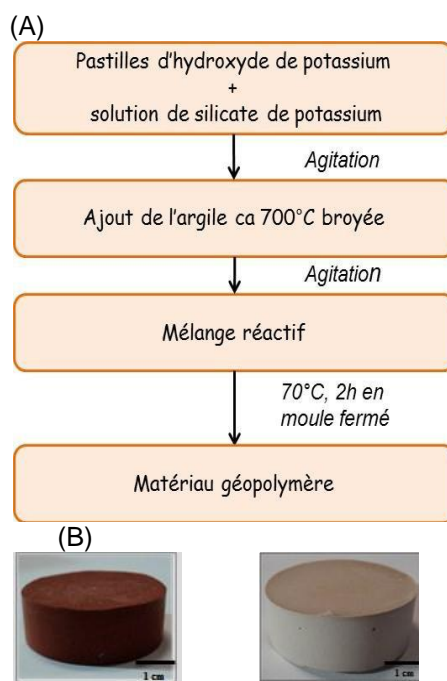 (A)
Pastilles d'hydroxyde de potassium
+
solution de silicate de potassium
Agitation
Ajout de l'argile ca 700°C broyée
Agitation
Mélange réactif
70°C, 2h en
moule fermé
Matériau géopolymère
(B)
1 cm
1 cm